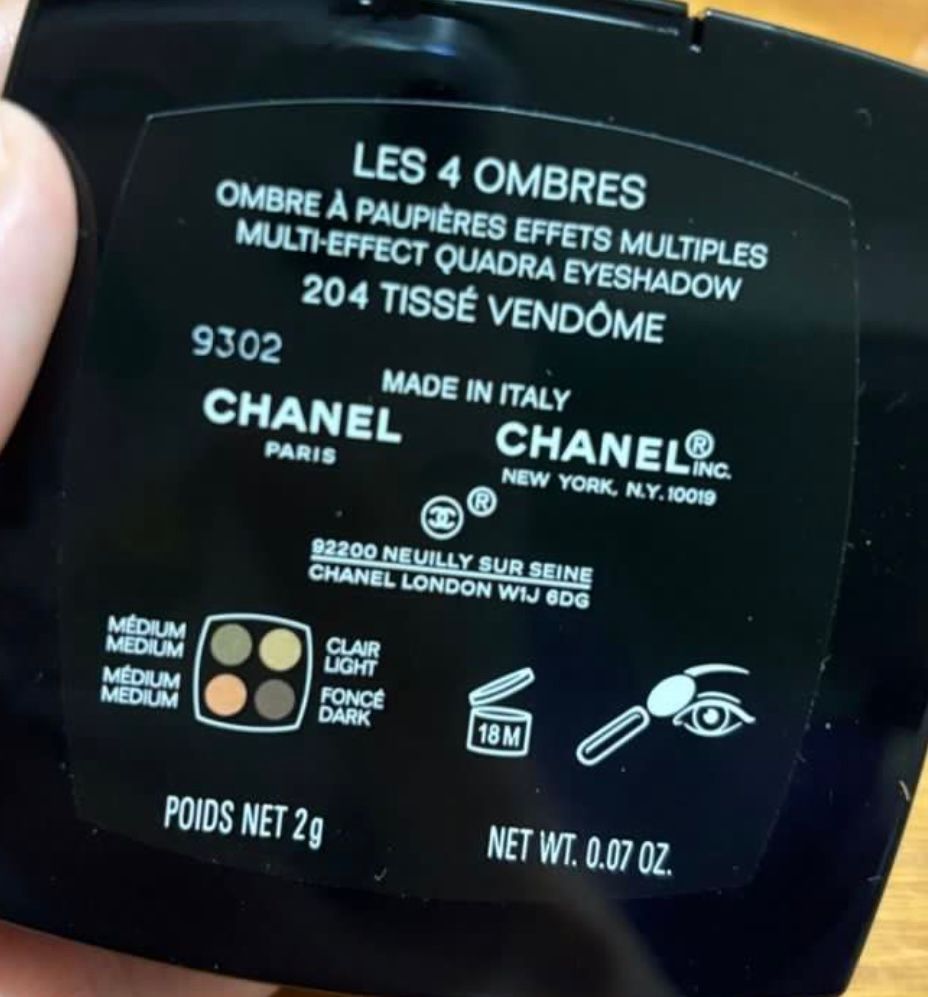 LES 4 OMBRES
OMBRE À PAUPIÈRES EFFETS MULTIPLES
MULTI-EFFECT QUADRA EYESHADOW
204 TISSÉ VENDÔME
9302
MADE IN ITALY
CHANEL
PARIS
CHANEL® INC.
NEW YORK, N.Y. 10019
®
92200 NEUILLY SUR SEINE
CHANEL LONDON W1J 6DG
MÉDIUM
MEDIUM
CLAIR
LIGHT
MÉDIUM
MEDIUM
FONCÉ
DARK
18 M
POIDS NET 2g
NET WT. 0.07 OZ.